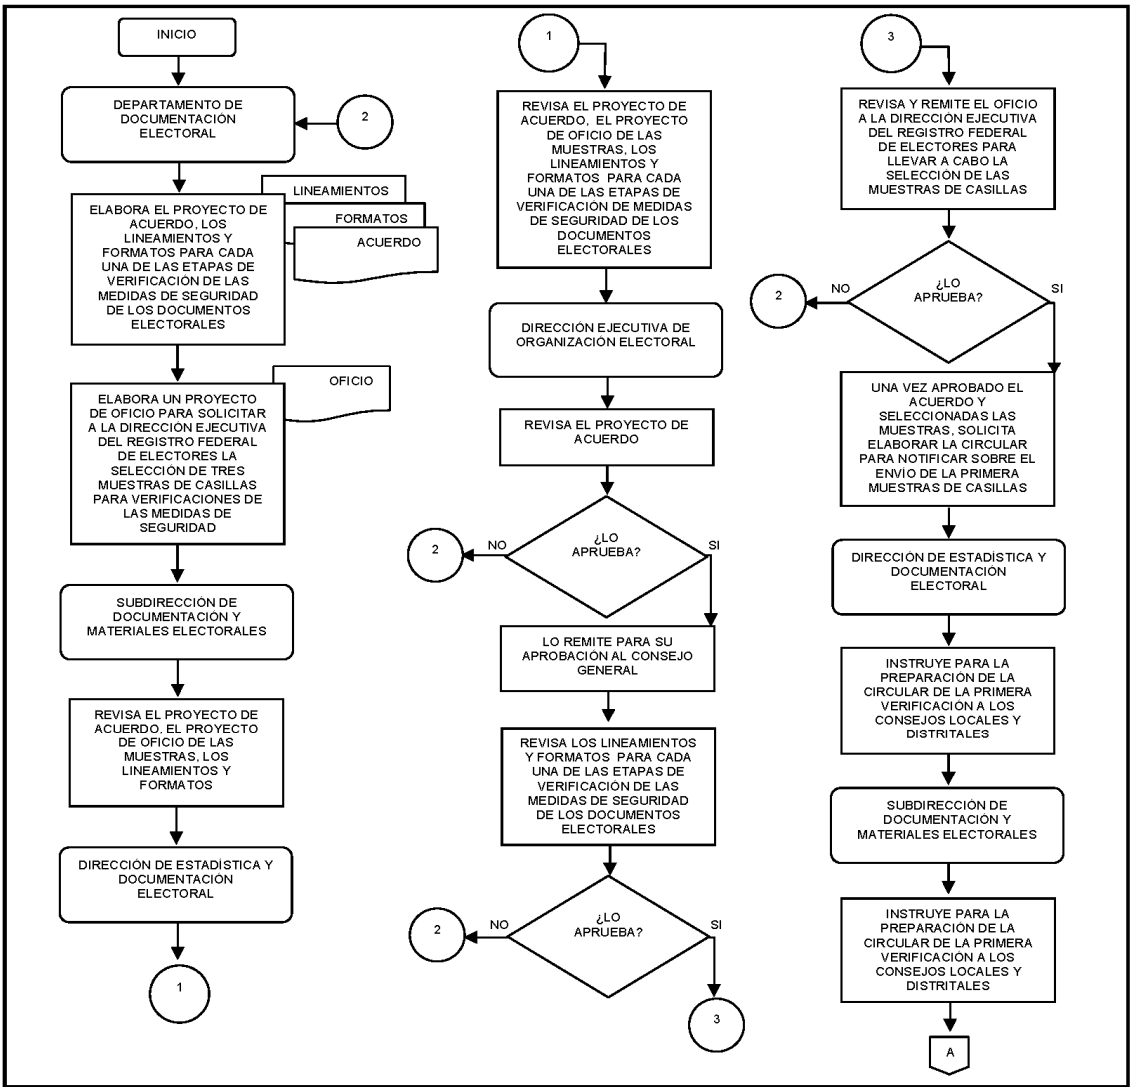 INICIO
DEPARTAMENTO DE
DOCUMENTACIÓN
ELECTORAL
2
LINEAMIENTOS
FORMATOS
ACUERDO
ELABORA EL PROYECTO DE
ACUERDO, LOS
LINEAMIENTOS Y
FORMATOS PARA CADA
UNA DE LAS ETAPAS DE
VERIFICACIÓN DE LAS
MEDIDAS DE SEGURIDAD
DE LOS DOCUMENTOS
ELECTORALES
OFICIO
ELABORA UN PROYECTO
DE OFICIO PARA SOLICITAR
A LA DIRECCIÓN EJECUTIVA
DEL REGISTRO FEDERAL
DE ELECTORES LA
SELECCIÓN DE TRES
MUESTRAS DE CASILLAS
PARA VERIFICACIONES DE
LAS MEDIDAS DE
SEGURIDAD
SUBDIRECCIÓN DE
DOCUMENTACIÓN Y
MATERIALES ELECTORALES
REVISA EL PROYECTO DE
ACUERDO, EL PROYECTO
DE OFICIO DE LAS
MUESTRAS, LOS
LINEAMIENTOS Y
FORMATOS
DIRECCIÓN DE ESTADÍSTICA Y
DOCUMENTACIÓN
ELECTORAL
1
1
REVISA EL PROYECTO DE
ACUERDO, EL PROYECTO
DE OFICIO DE LAS
MUESTRAS, LOS
LINEAMIENTOS Y
FORMATOS PARA CADA
UNA DE LAS ETAPAS DE
VERIFICACIÓN DE MEDIDAS
DE SEGURIDAD DE LOS
DOCUMENTOS
ELECTORALES
DIRECCIÓN EJECUTIVA DE
ORGANIZACIÓN ELECTORAL
REVISA EL PROYECTO DE
ACUERDO
¿LO
APRUEBA?
NO
SI
2
LO REMITE PARA SU
APROBACIÓN AL CONSEJO
GENERAL
REVISA LOS LINEAMIENTOS
Y FORMATOS PARA CADA
UNA DE LAS ETAPAS DE
VERIFICACIÓN DE LAS
MEDIDAS DE SEGURIDAD
DE LOS DOCUMENTOS
ELECTORALES
¿LO
APRUEBA?
NO
SI
2
3
3
REVISA Y REMITE EL OFICIO
A LA DIRECCIÓN EJECUTIVA
DEL REGISTRO FEDERAL
DE ELECTORES PARA
LLEVAR A CABO LA
SELECCIÓN DE LAS
MUESTRAS DE CASILLAS
¿LO
APRUEBA?
NO
SI
2
UNA VEZ APROBADO EL
ACUERDO Y
SELECCIONADAS LAS
MUESTRAS, SOLICITA
ELABORAR LA CIRCULAR
PARA NOTIFICAR SOBRE EL
ENVÍO DE LA PRIMERA
MUESTRAS DE CASILLAS
DIRECCIÓN DE ESTADÍSTICA Y
DOCUMENTACIÓN
ELECTORAL
INSTRUYE PARA LA
PREPARACIÓN DE LA
CIRCULAR DE LA PRIMERA
VERIFICACIÓN A LOS
CONSEJOS LOCALES Y
DISTRITALES
SUBDIRECCIÓN DE
DOCUMENTACIÓN Y
MATERIALES ELECTORALES
INSTRUYE PARA LA
PREPARACIÓN DE LA
CIRCULAR DE LA PRIMERA
VERIFICACIÓN A LOS
CONSEJOS LOCALES Y
DISTRITALES
A